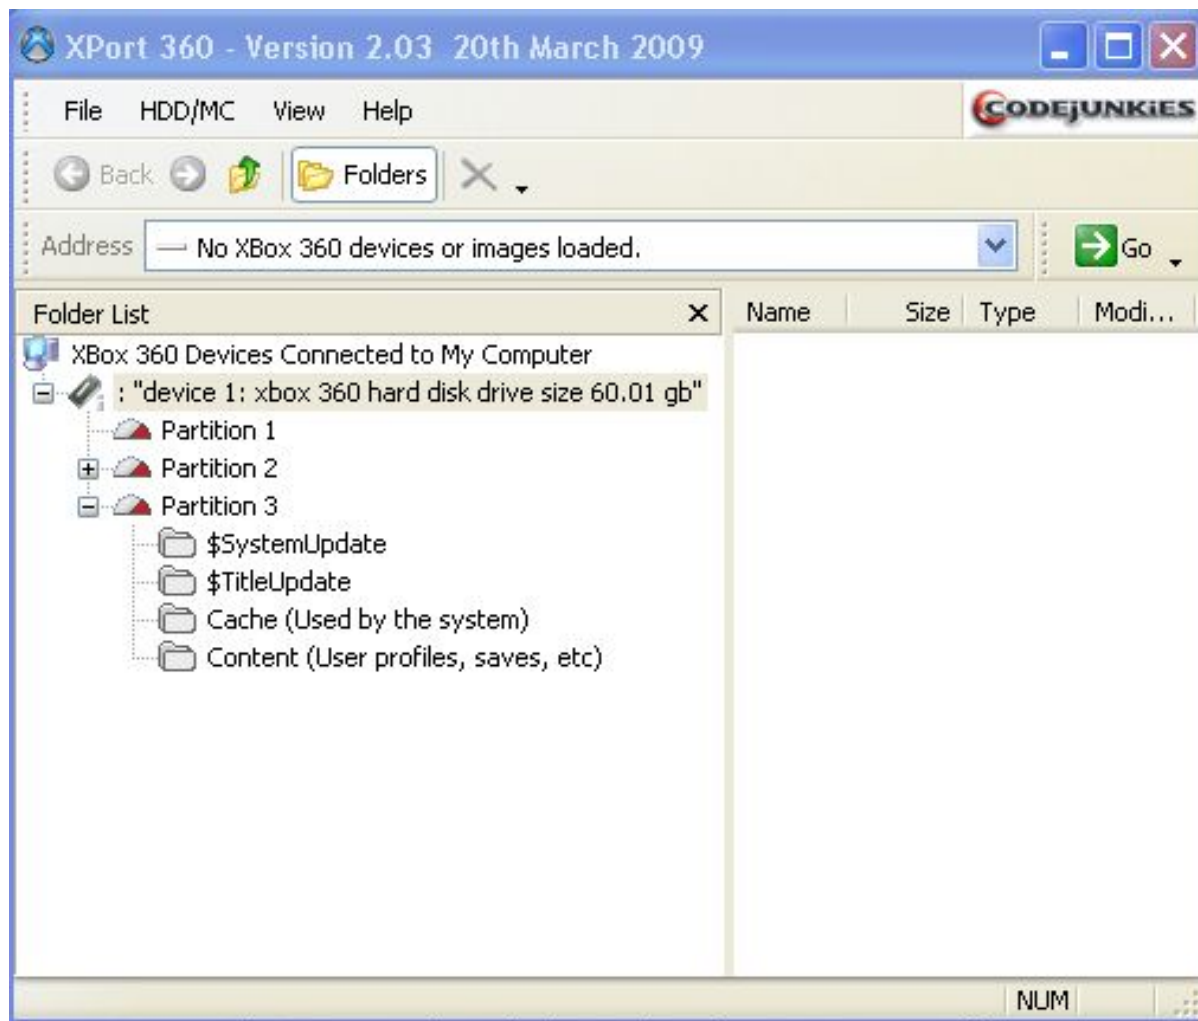 XPort 360 - Version 2.03 20th March 2009
File HDD/MC View Help CODEJUNKIES
Back Folders
Address No XBox 360 devices or images loaded. Go
Folder List Name Size Type Modi...
XBox 360 Devices Connected to My Computer
: "device 1: xbox 360 hard disk drive size 60.01 gb"
Partition 1
Partition 2
Partition 3
$SystemUpdate
$TitleUpdate
Cache (Used by the system)
Content (User profiles, saves, etc)
NUM